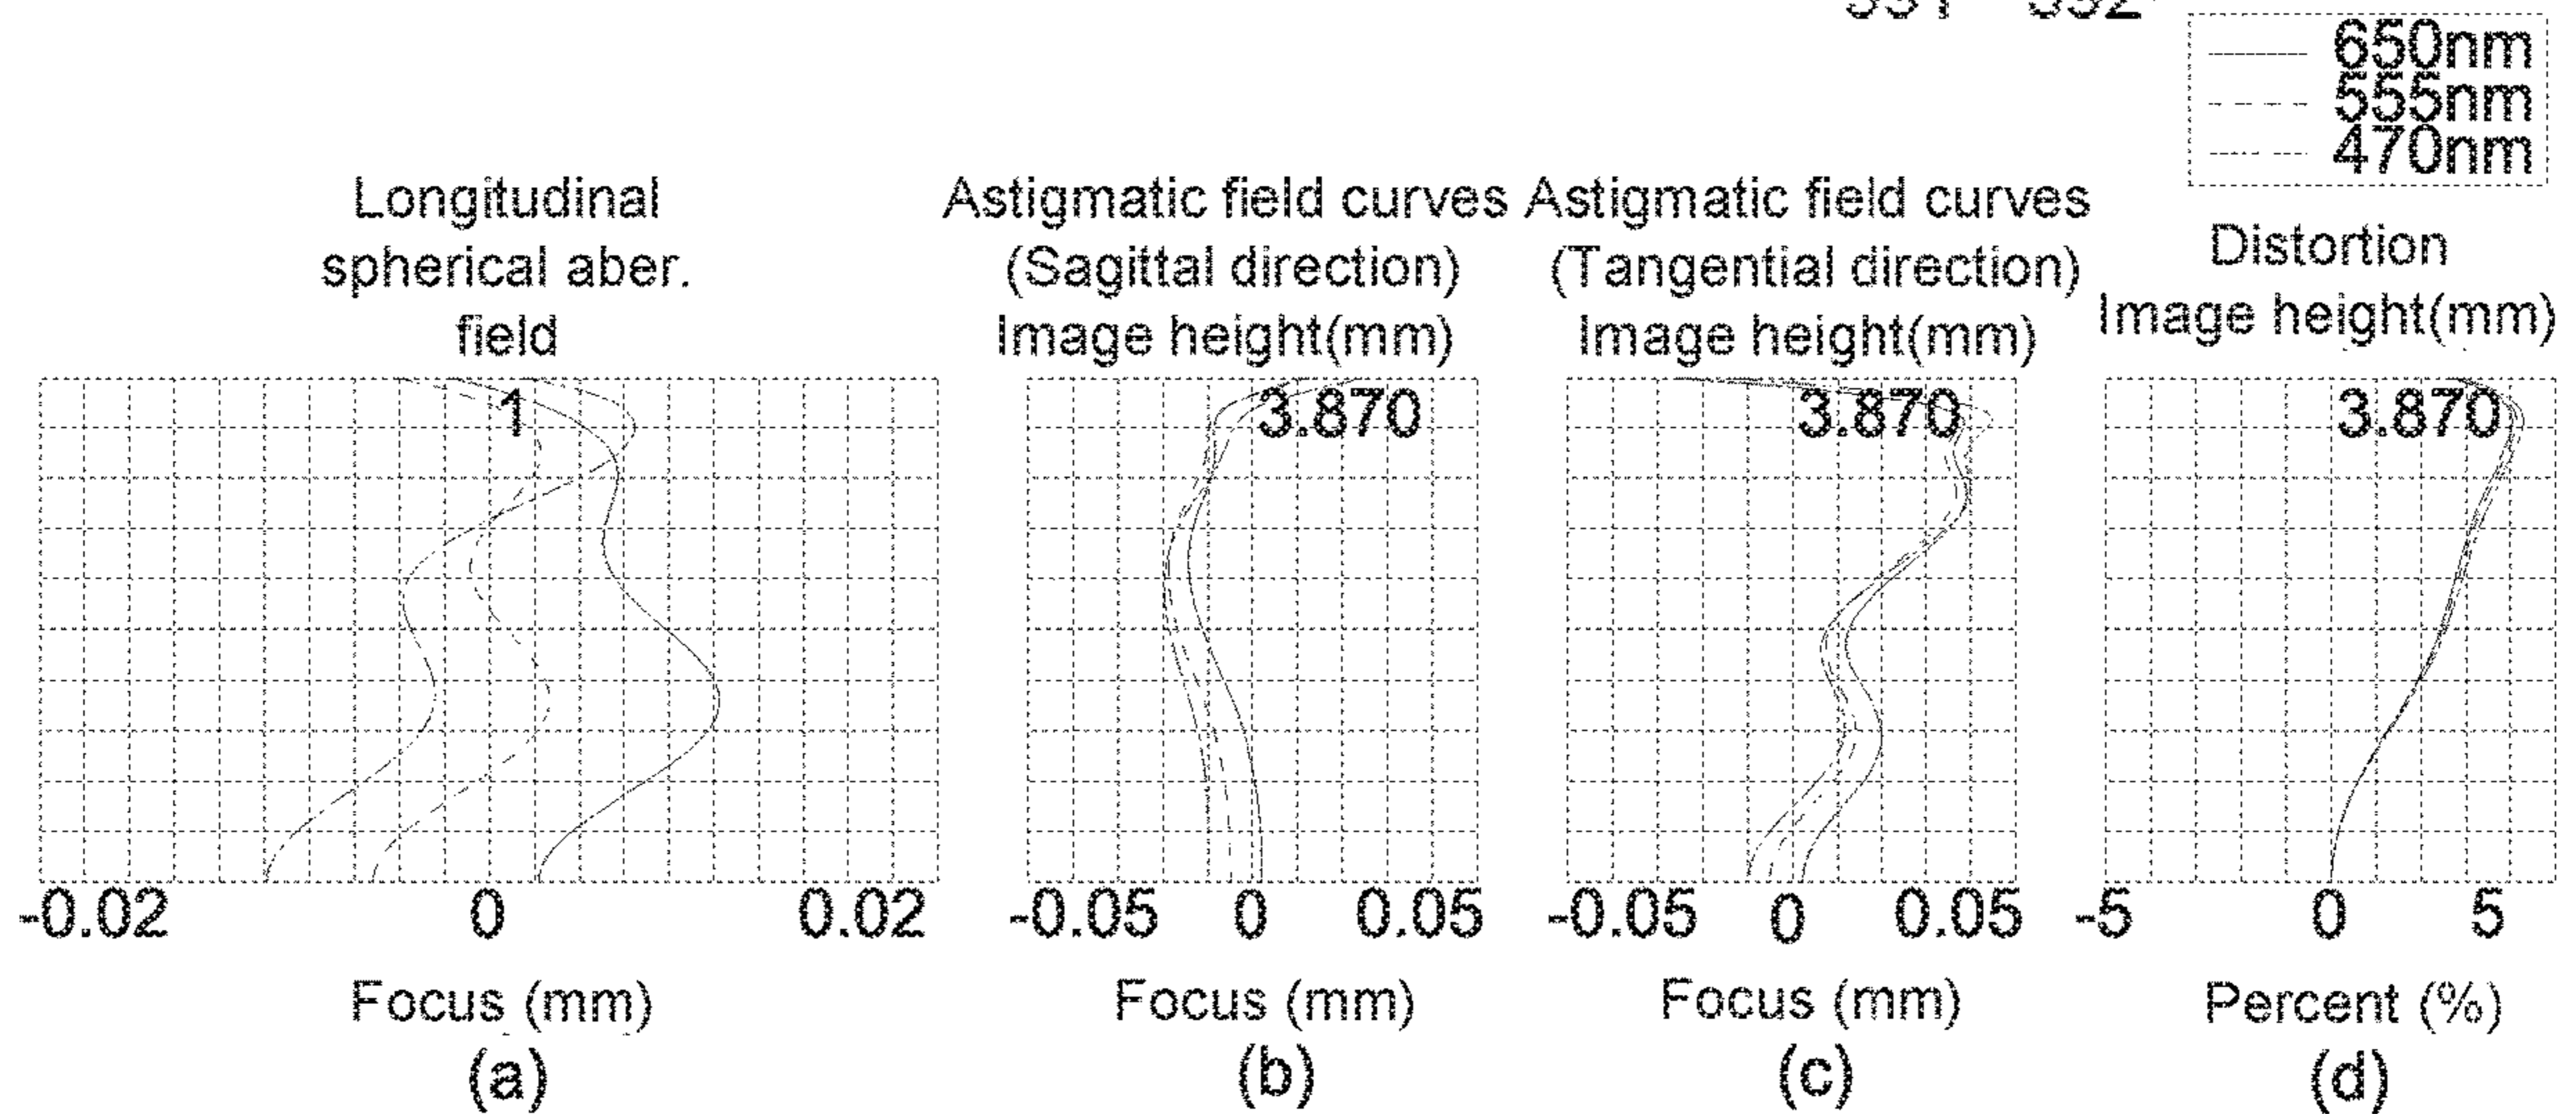 650nm
555nm
470nm
Longitudinal
spherical aber.
field
1
-0.02 0 0.02
Focus (mm)
(a)
Astigmatic field curves
(Sagittal direction)
Image height(mm)
3.870
-0.05 0 0.05
Focus (mm)
(b)
Astigmatic field curves
(Tangential direction)
Image height(mm)
3.870
-0.05 0 0.05
Focus (mm)
(c)
Distortion
Image height(mm)
3.870
-5 0 5
Percent (%)
(d)